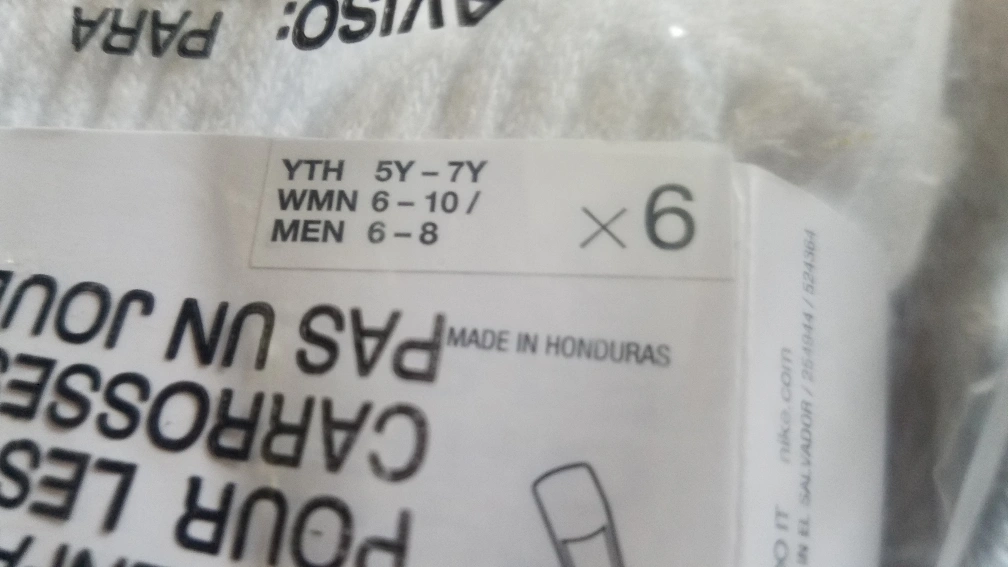 AVISO: PARA
YTH 5Y – 7Y
WMN 6 – 10 /
MEN 6 – 8
×6
MADE IN HONDURAS
POUR LES
CARROSSES
PAS UN JOU
nike.com
IN EL SALVADOR / 254944 / 524364